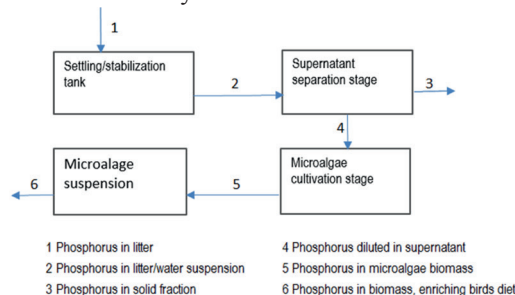 1
Settling/stabilization
tank
2
Supernatant
separation stage
3
4
Microalage
suspension
Microalgae
cultivation stage
6
5
1 Phosphorus in litter
2 Phosphorus in litter/water suspension
3 Phosphorus in solid fraction
4 Phosphorus diluted in supernatant
5 Phosphorus in microalgae biomass
6 Phosphorus in biomass, enriching birds diet